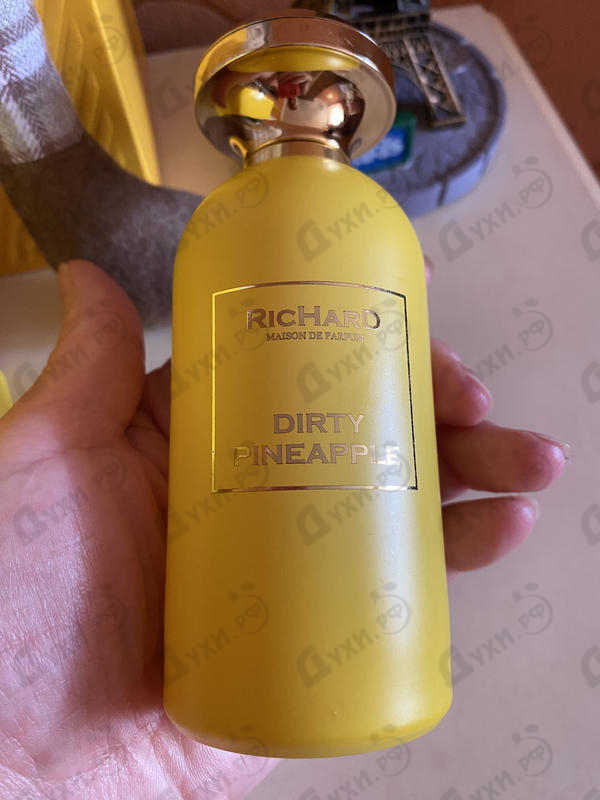 RicHarD
MAISON DE PARFUM
DIRTY
PINEAPPLE
Духи.рф